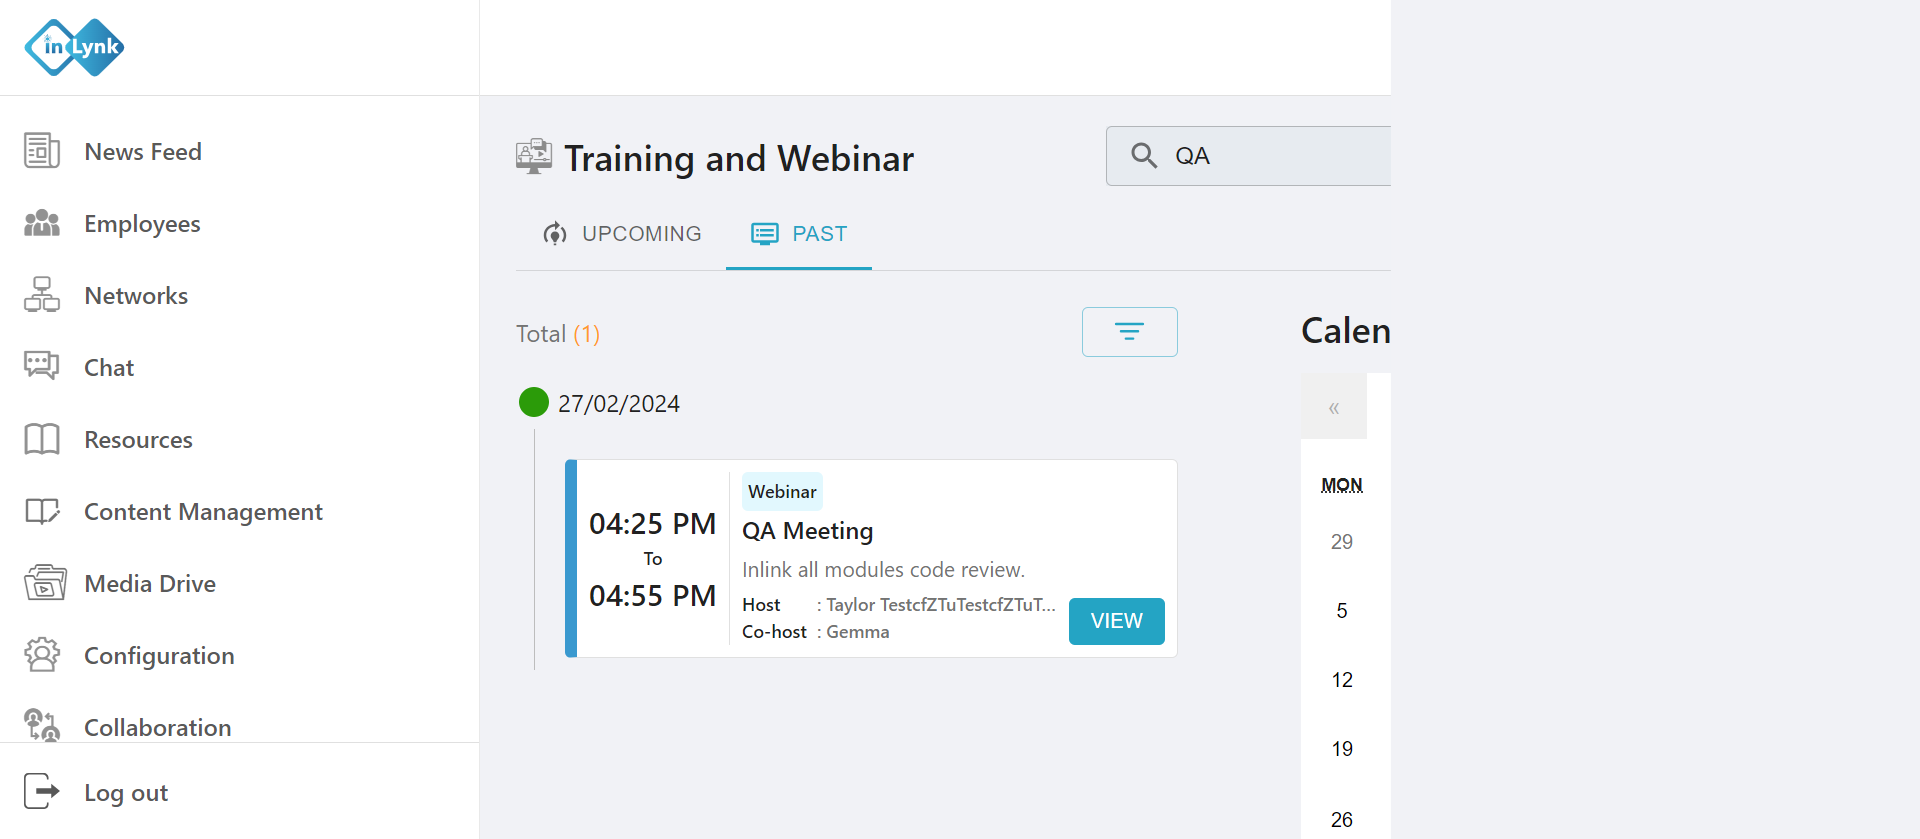 in Lynk
News Feed
Employees
Networks
Chat
Resources
Content Management
Media Drive
Configuration
Collaboration
Log out
Training and Webinar
QA
UPCOMING
PAST
Total (1)
27/02/2024
04:25 PM
To
04:55 PM
Webinar
QA Meeting
Inlink all modules code review.
Host : Taylor TestcfZTuTestcfZTuT...
Co-host : Gemma
VIEW
Calen
«
MON
29
5
12
19
26